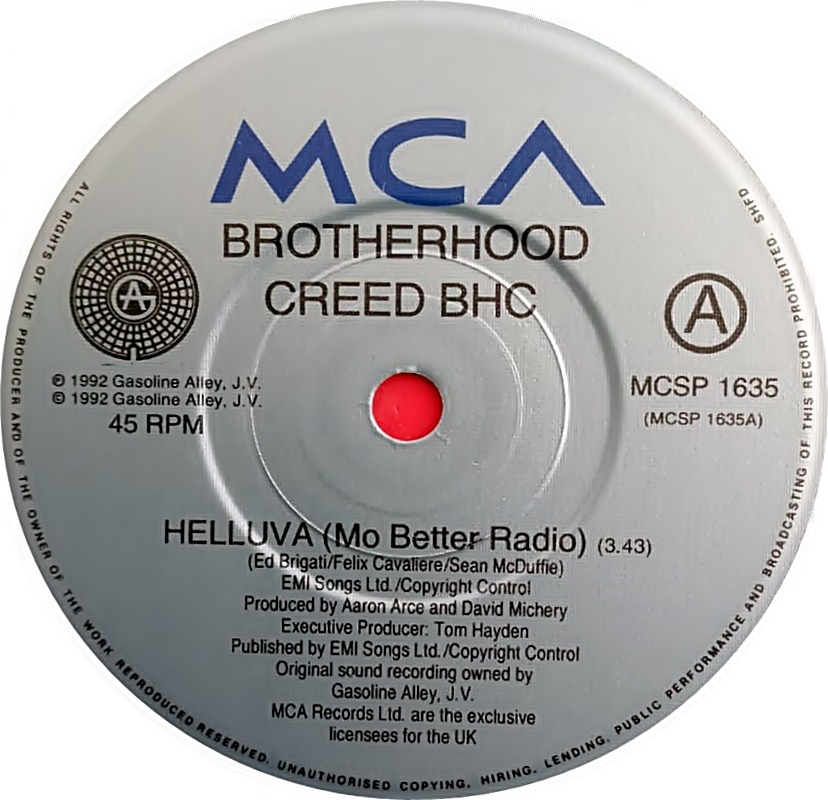 MCA
BROTHERHOOD
CREED BHC
AG
A
℗ 1992 Gasoline Alley, J.V.
© 1992 Gasoline Alley, J.V.
45 RPM
MCSP 1635
(MCSP 1635A)
HELLUVA (Mo Better Radio) (3.43)
(Ed Brigati/Felix Cavaliere/Sean McDuffie)
EMI Songs Ltd./Copyright Control
Produced by Aaron Arce and David Michery
Executive Producer: Tom Hayden
Published by EMI Songs Ltd./Copyright Control
Original sound recording owned by
Gasoline Alley, J.V.
MCA Records Ltd. are the exclusive
licensees for the UK
ALL RIGHTS OF THE PRODUCER AND OF THE OWNER OF THE WORK REPRODUCED RESERVED. UNAUTHORISED COPYING, HIRING, LENDING, PUBLIC PERFORMANCE AND BROADCASTING OF THIS RECORD PROHIBITED. SHFD